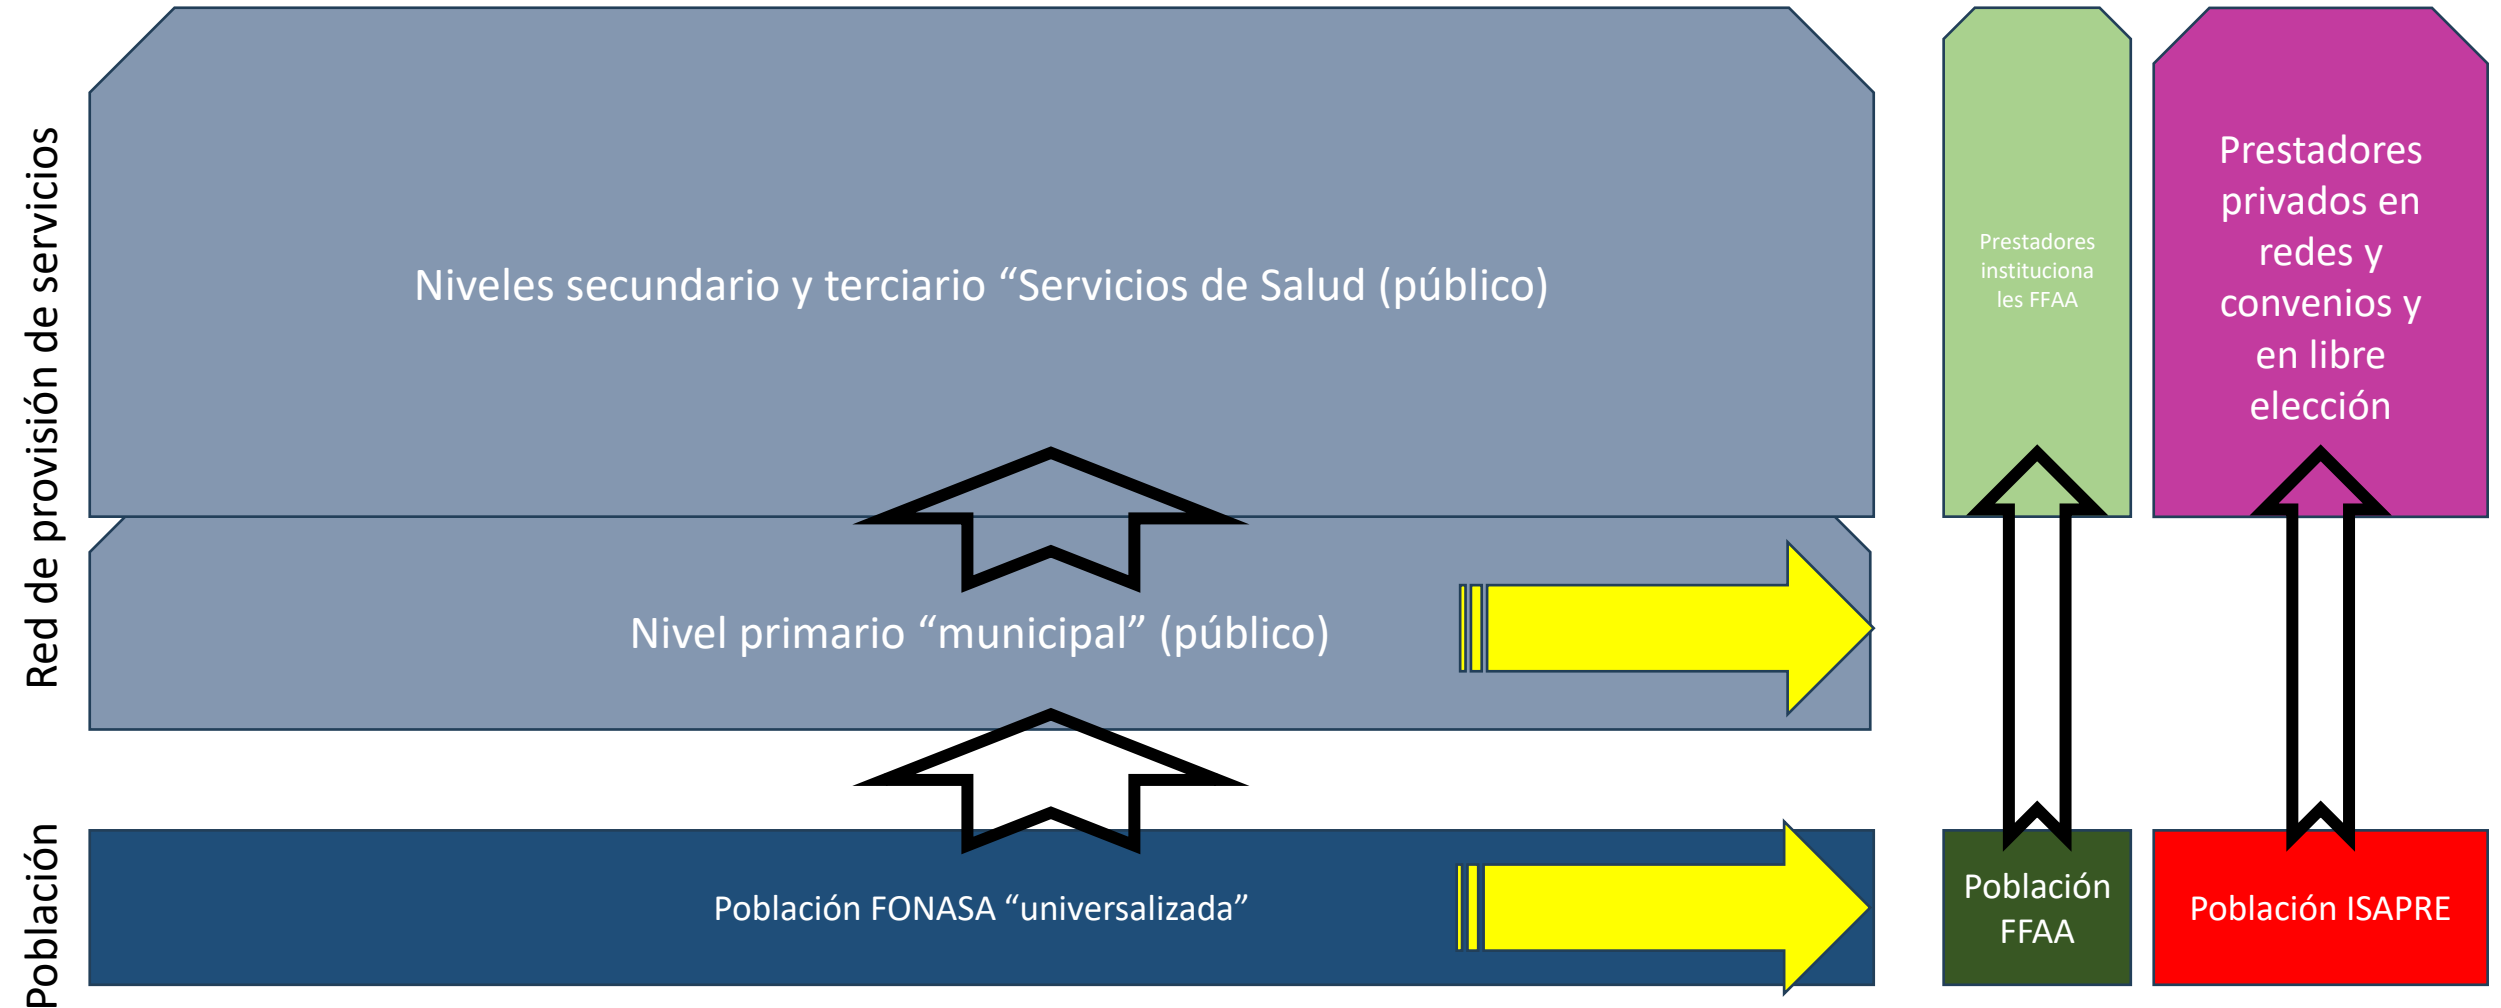 Red de provisión de servicios
Niveles secundario y terciario “Servicios de Salud (público)
Prestadores
instituciona
les FFAA
Prestadores
privados en
redes y
convenios y
en libre
elección
Nivel primario “municipal” (público)
Población
Población FONASA “universalizada”
Población
FFAA
Población ISAPRE